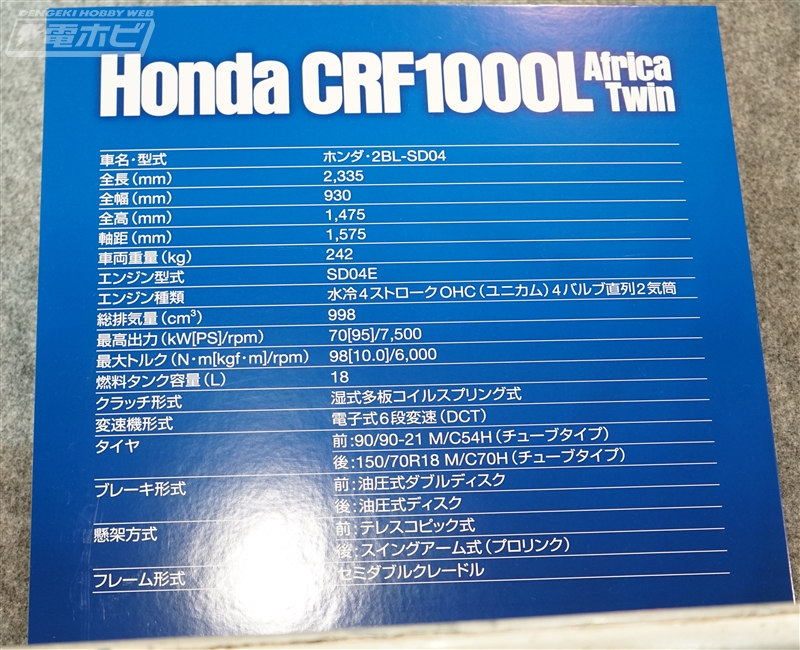 DENGEKI HOBBY WEB
電ホビ
Honda CRF1000L Africa Twin
車名・型式 ホンダ・2BL-SD04
全長(mm) 2,335
全幅(mm) 930
全高(mm) 1,475
軸距(mm) 1,575
車両重量(kg) 242
エンジン型式 SD04E
エンジン種類 水冷4ストロークOHC(ユニカム)4バルブ直列2気筒
総排気量(cm³) 998
最高出力(kW[PS]/rpm) 70[95]/7,500
最大トルク(N・m[kgf・m]/rpm) 98[10.0]/6,000
燃料タンク容量(L) 18
クラッチ形式 湿式多板コイルスプリング式
変速機形式 電子式6段変速(DCT)
タイヤ 前:90/90-21 M/C54H(チューブタイプ)
後:150/70R18 M/C70H(チューブタイプ)
ブレーキ形式 前:油圧式ダブルディスク
後:油圧式ディスク
懸架方式 前:テレスコピック式
後:スイングアーム式(プロリンク)
フレーム形式 セミダブルクレードル